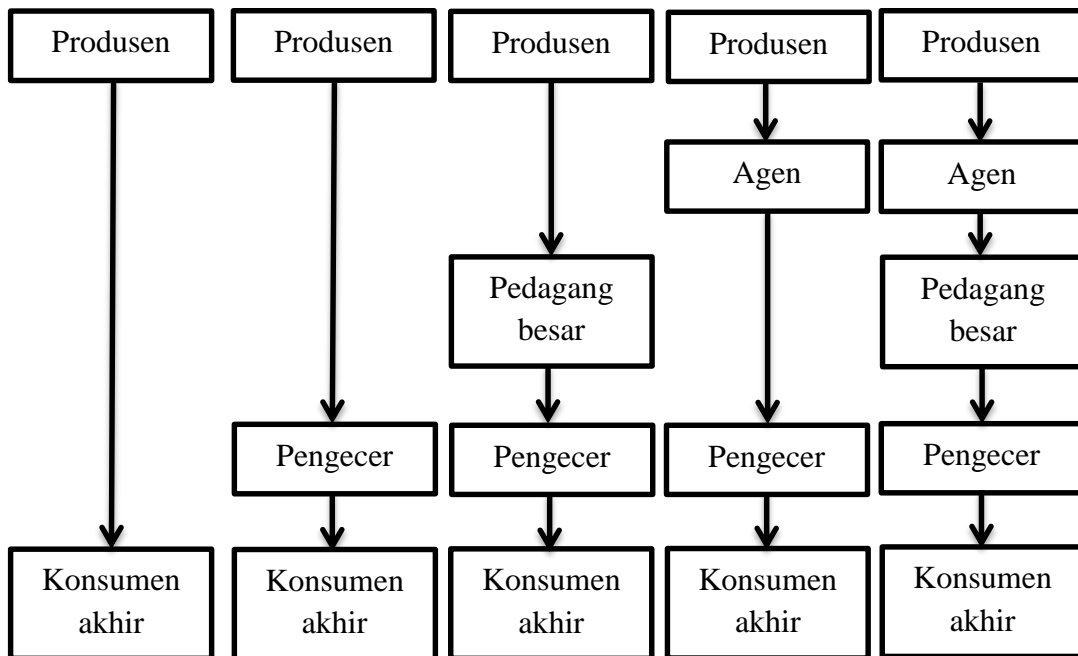 Produsen
Produsen
Produsen
Produsen
Produsen
Agen
Agen
Pedagang
besar
Pedagang
besar
Pengecer
Pengecer
Pengecer
Pengecer
Konsumen
akhir
Konsumen
akhir
Konsumen
akhir
Konsumen
akhir
Konsumen
akhir